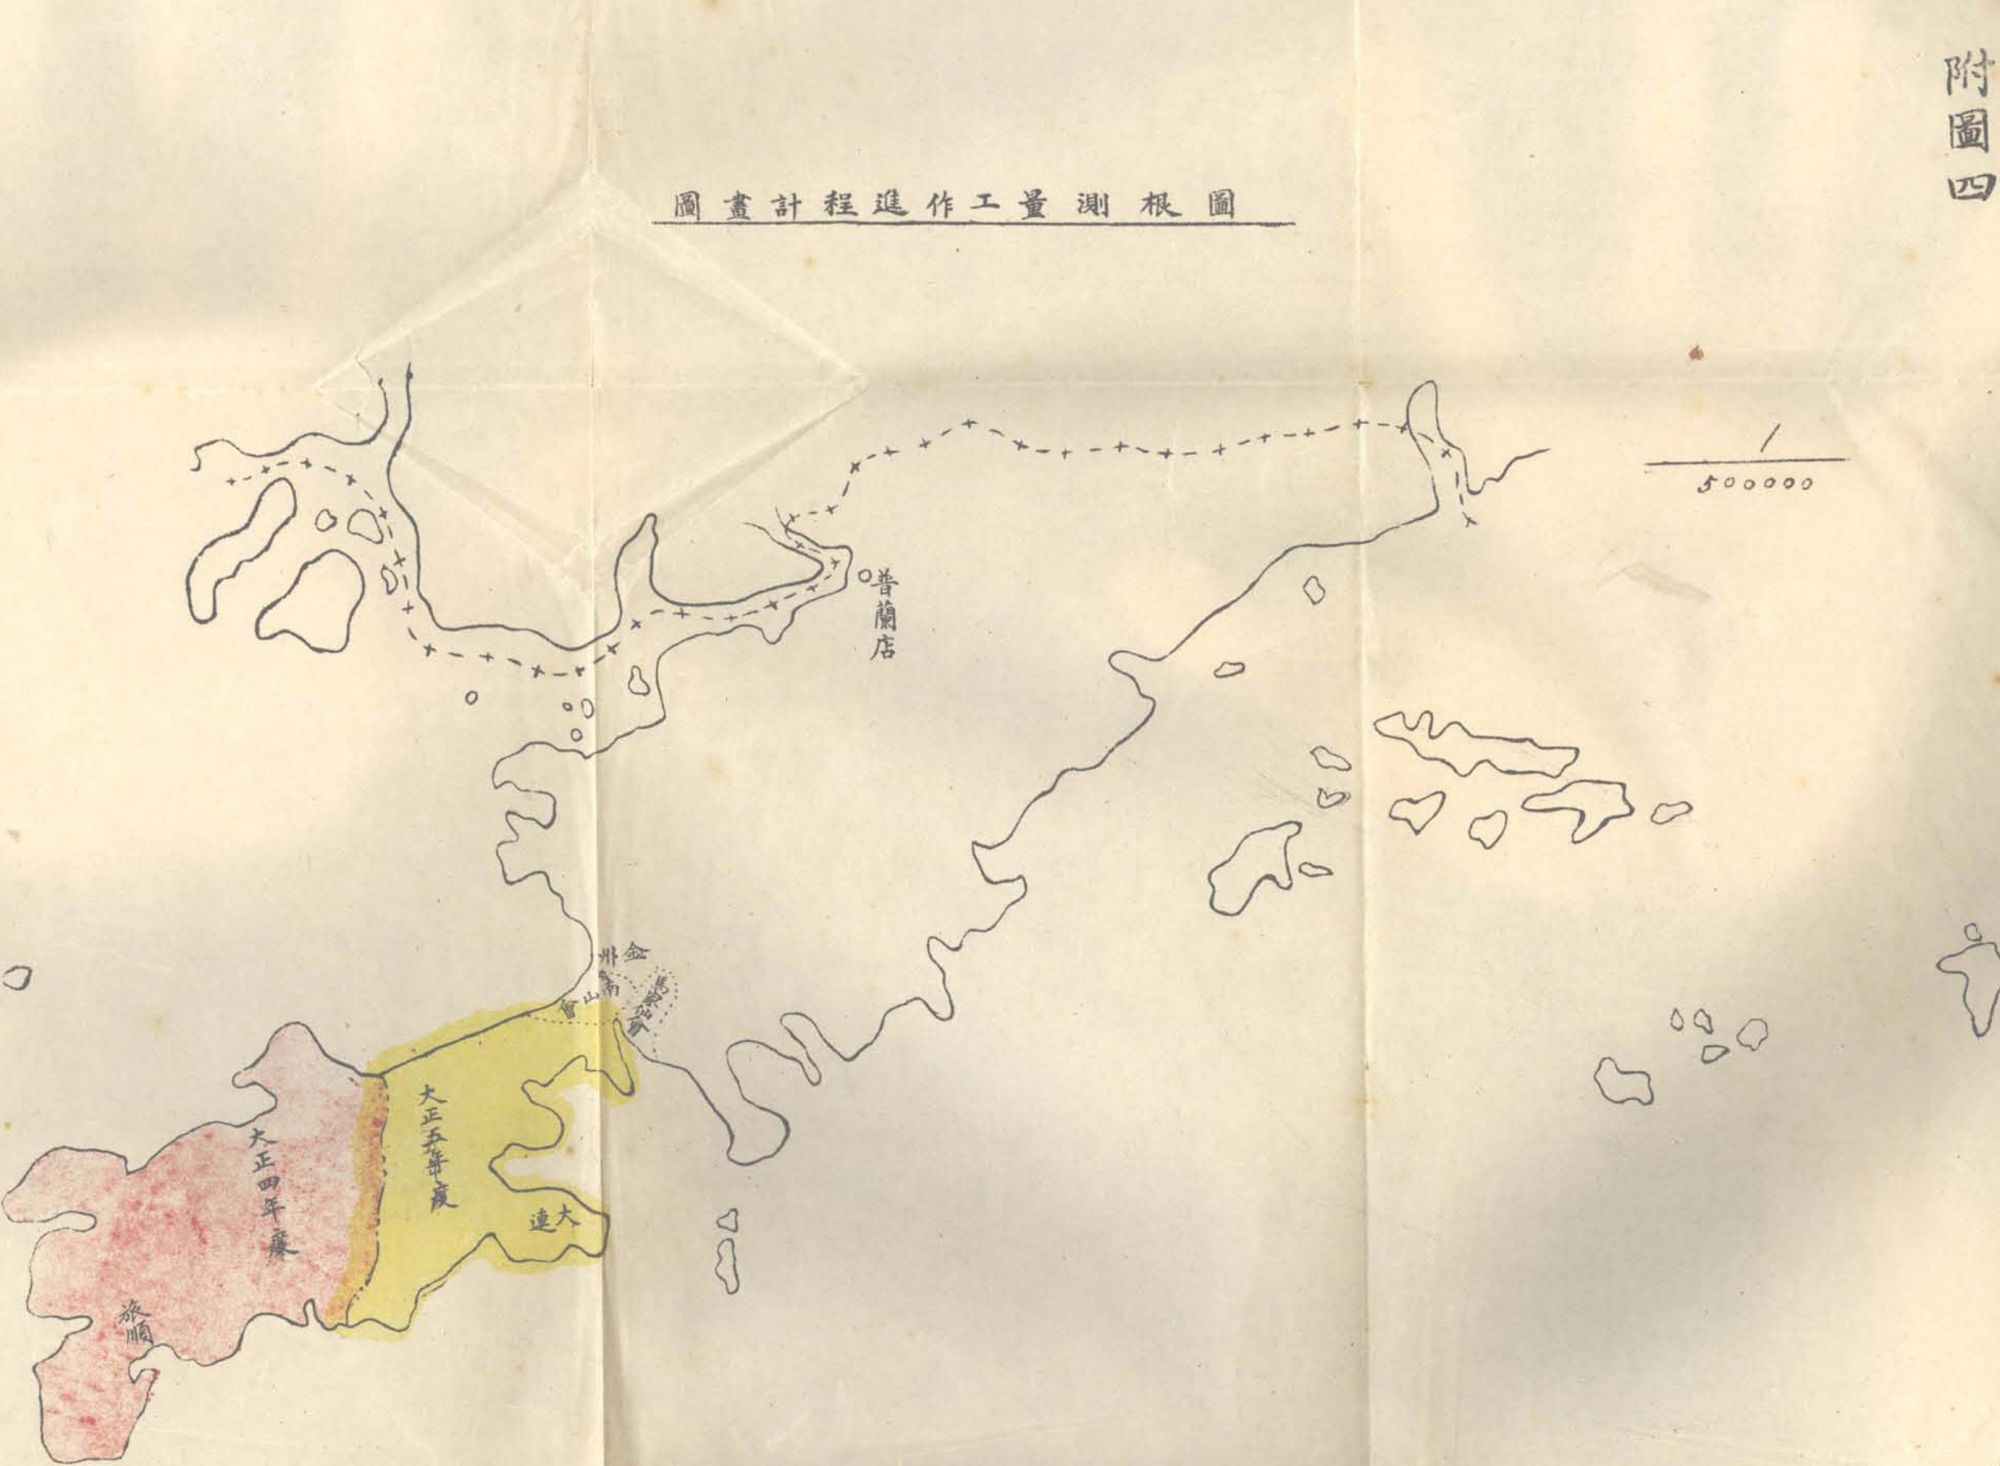 附圖四
圖根測量工作進程計畫圖
1
500000
普蘭店
金州
南山會
大正五年度
大正四年度
大連
旅順